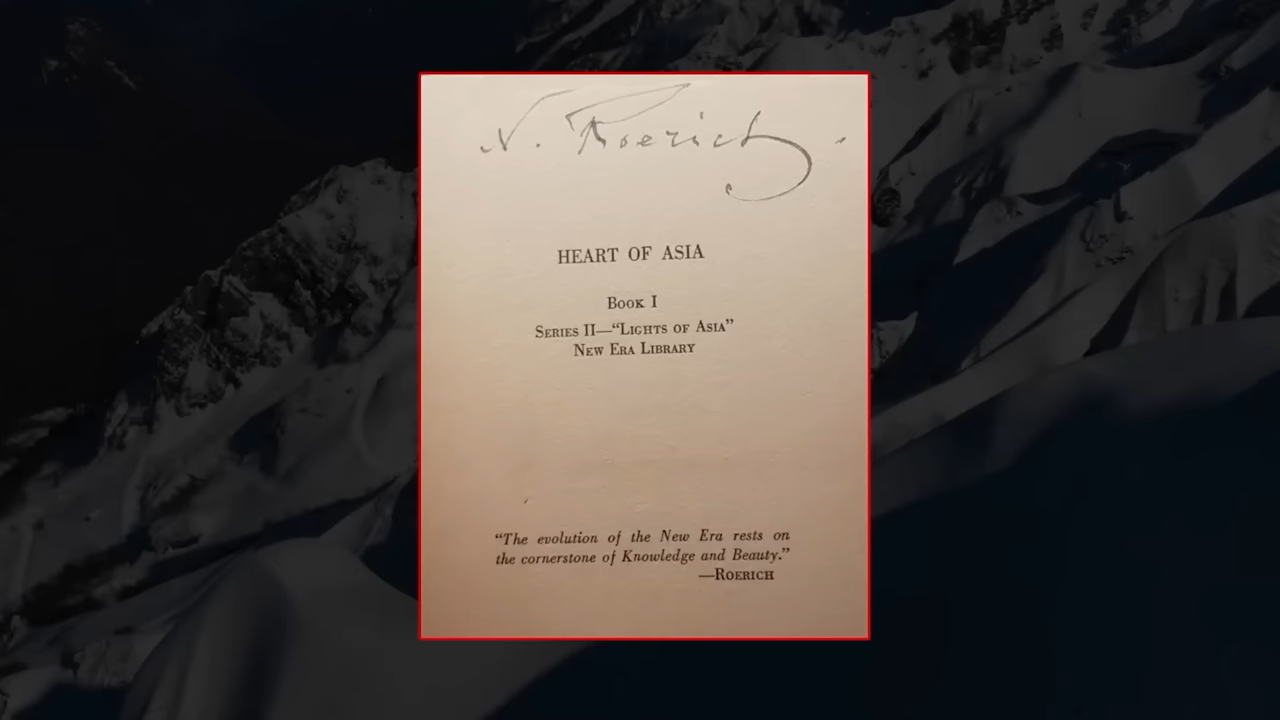 N. Roerich
HEART OF ASIA
Book I
Series II—“Lights of Asia”
New Era Library
“The evolution of the New Era rests on
the cornerstone of Knowledge and Beauty.”
—Roerich